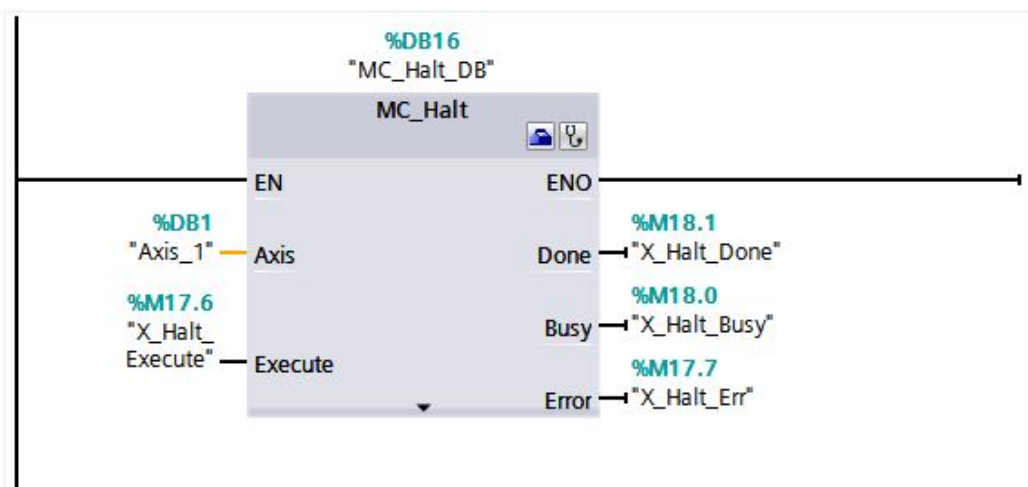 %DB16
"MC_Halt_DB"
MC_Halt
EN
ENO
%DB1
"Axis_1"
Axis
%M18.1
Done
"X_Halt_Done"
%M17.6
"X_Halt_
Execute"
Execute
%M18.0
Busy
"X_Halt_Busy"
%M17.7
Error
"X_Halt_Err"